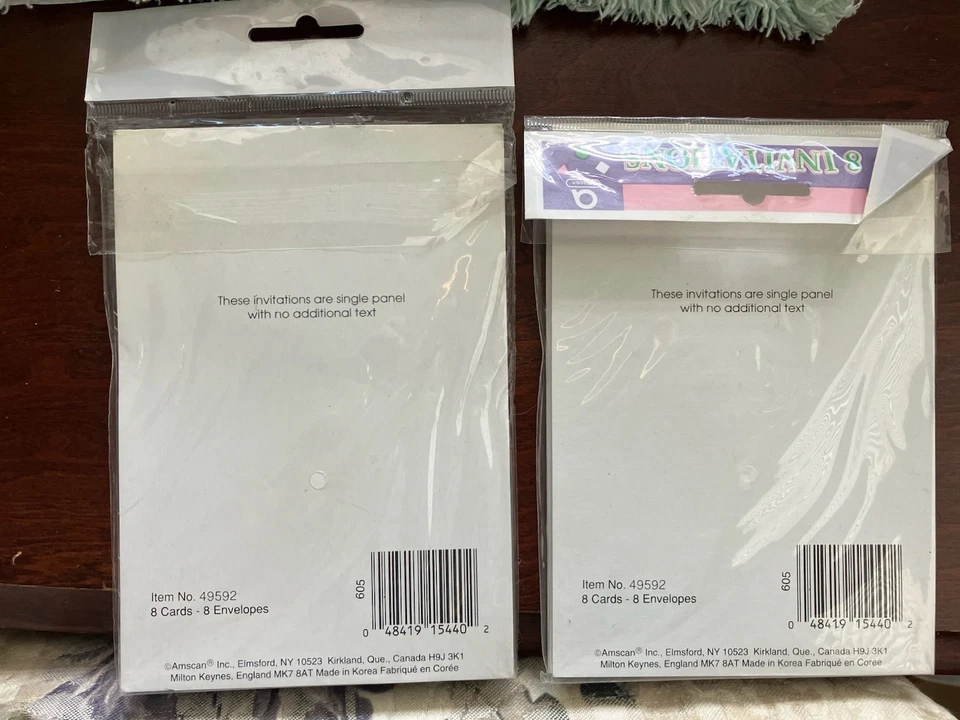 These invitations are single panel
with no additional text
605
Item No. 49592
8 Cards - 8 Envelopes
0 48419 15440 2
©Amscan® Inc., Elmsford, NY 10523 Kirkland, Que., Canada H9J 3K1
Milton Keynes, England MK7 8AT Made in Korea Fabriqué en Corée
8 INVITATIONS
a
amscan
These invitations are single panel
with no additional text
605
Item No. 49592
8 Cards - 8 Envelopes
0 48419 15440 2
©Amscan® Inc., Elmsford, NY 10523 Kirkland, Que., Canada H9J 3K1
Milton Keynes, England MK7 8AT Made in Korea Fabriqué en Corée